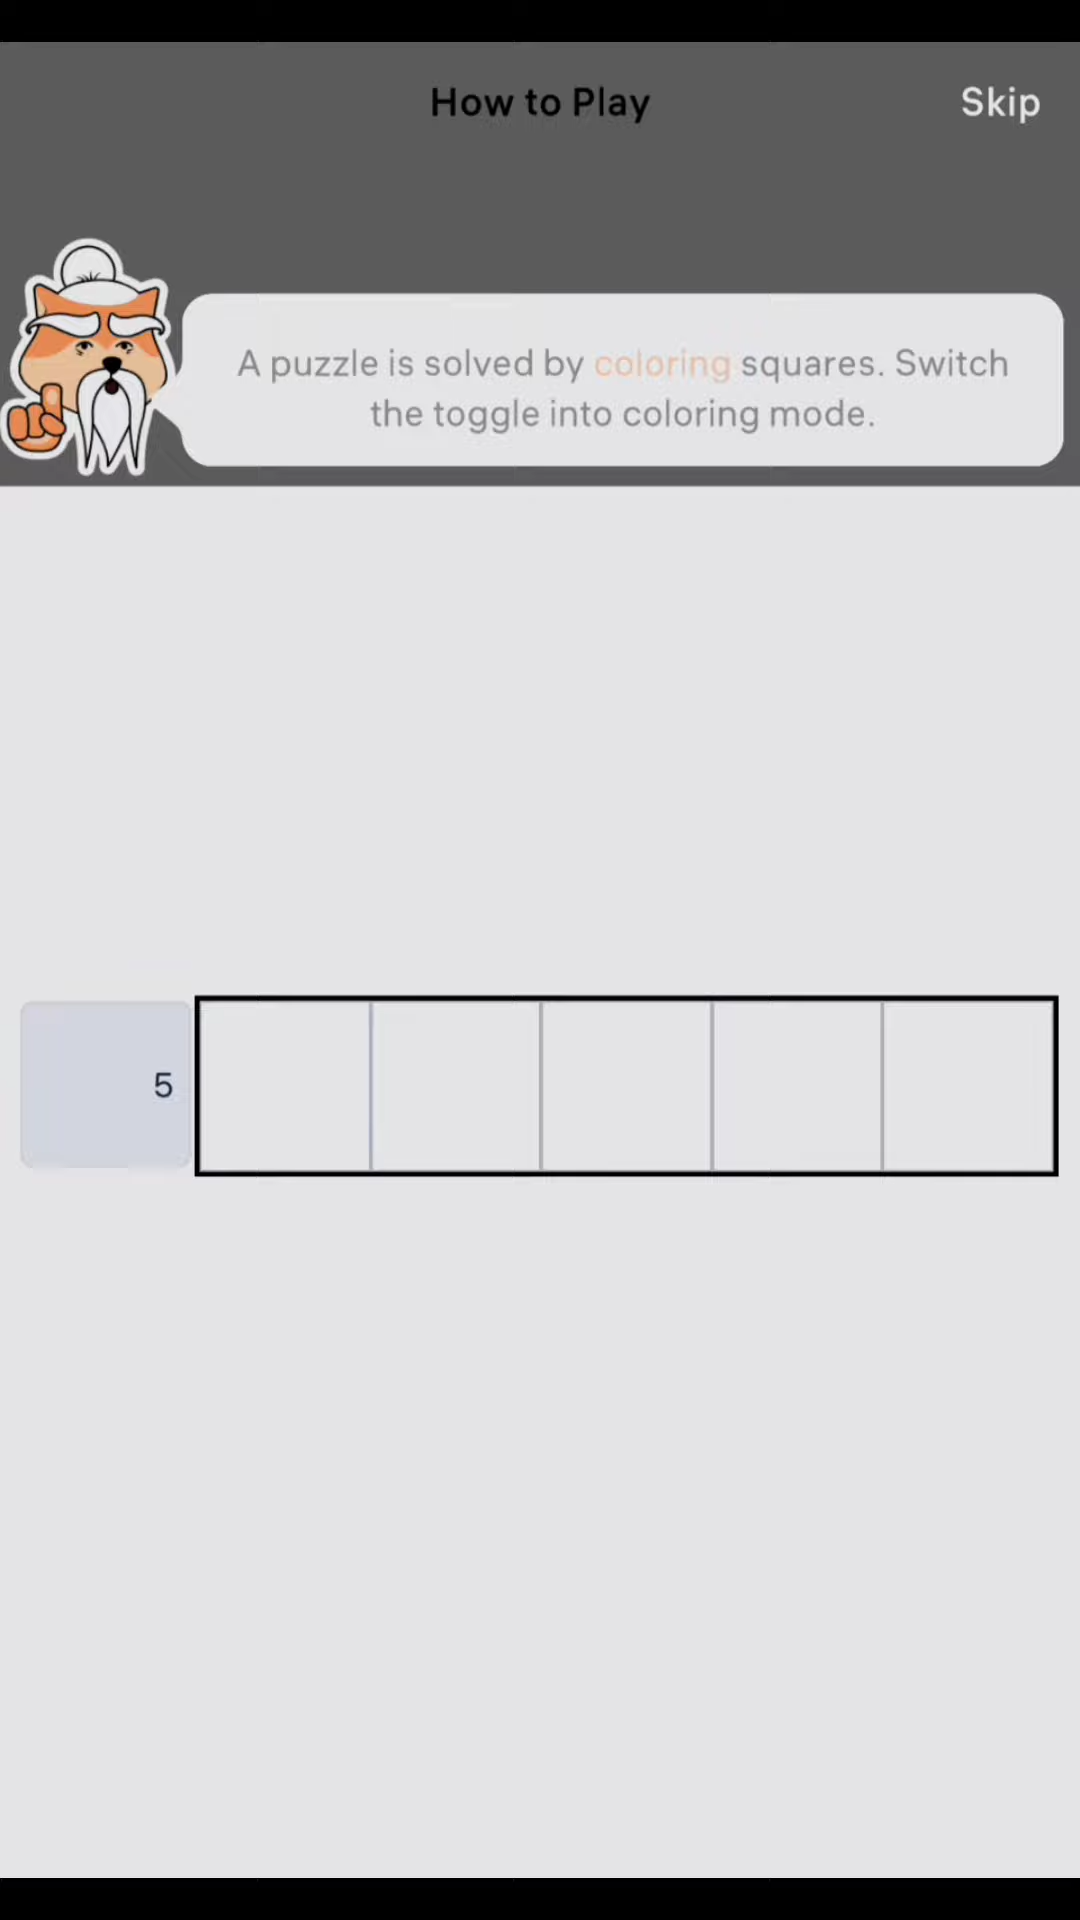 How to Play
Skip
A puzzle is solved by coloring squares. Switch
the toggle into coloring mode.
5